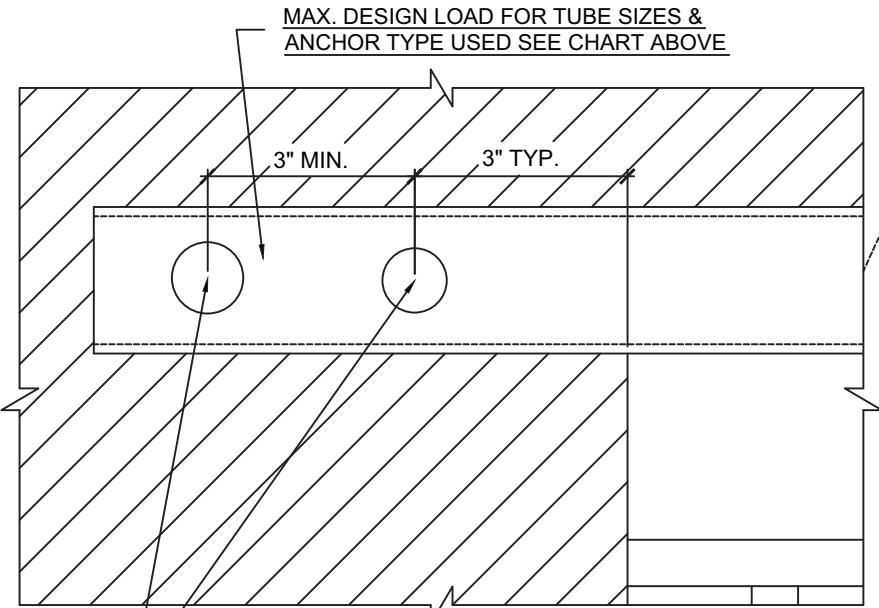 MAX. DESIGN LOAD FOR TUBE SIZES &
ANCHOR TYPE USED SEE CHART ABOVE
3" MIN.
3" TYP.